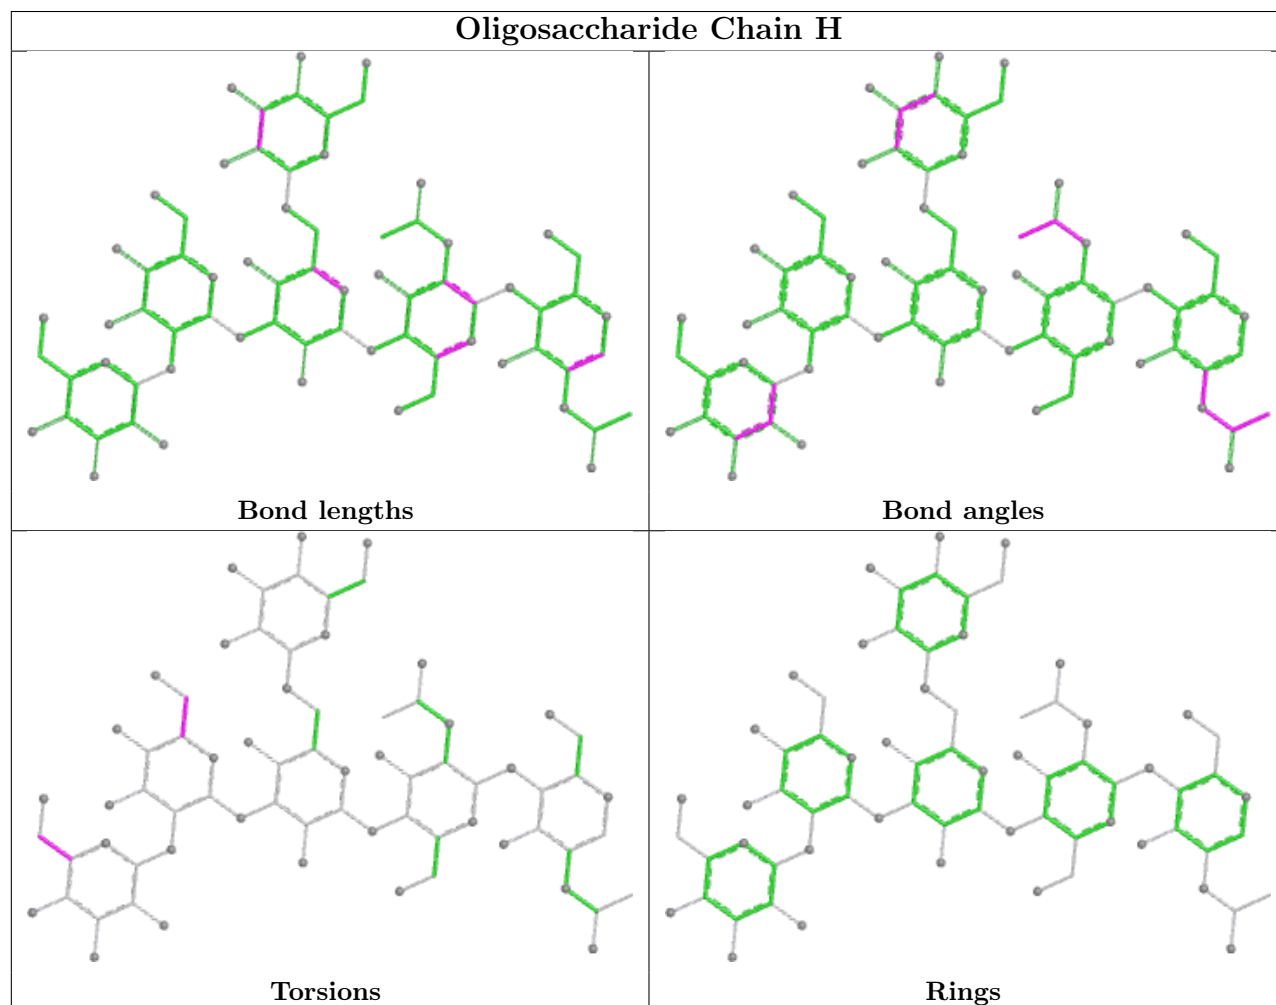 Oligosaccharide Chain H
Bond lengths
Bond angles
Torsions
Rings